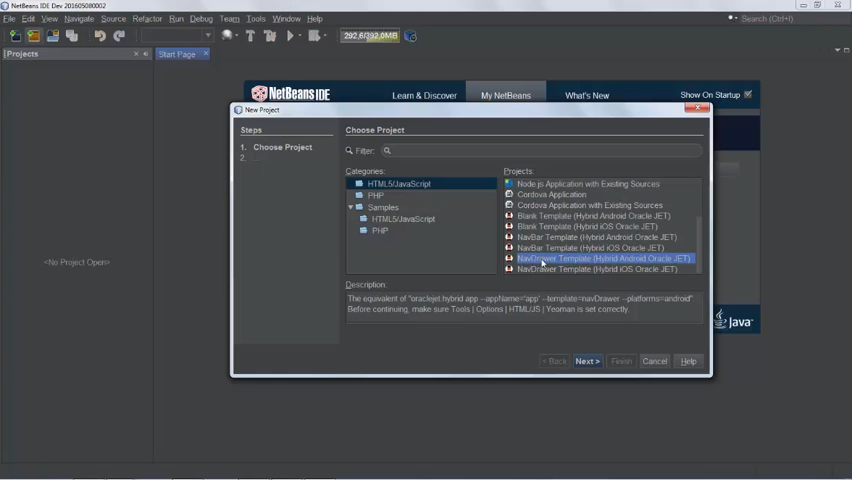 NetBeans IDE Dev 201605080002
File Edit View Navigate Source Refactor Run Debug Team Tools Window Help
Search (Ctrl+I)
292,6/392,0MB
Projects
Start Page
NetBeans IDE
Learn & Discover My NetBeans What's New Show On Startup
New Project
Steps
1. Choose Project
2. ...
Choose Project
Filter:
Categories:
HTML5/JavaScript
PHP
Samples
HTML5/JavaScript
PHP
Projects:
Node.js Application with Existing Sources
Cordova Application
Cordova Application with Existing Sources
Blank Template (Hybrid Android Oracle JET)
Blank Template (Hybrid iOS Oracle JET)
NavBar Template (Hybrid Android Oracle JET)
NavBar Template (Hybrid iOS Oracle JET)
NavDrawer Template (Hybrid Android Oracle JET)
NavDrawer Template (Hybrid iOS Oracle JET)
Description:
The equivalent of "oraclejet:hybrid app --appName='app' --template=navDrawer --platforms=android"
Before continuing, make sure Tools | Options | HTML/JS | Yeoman is set correctly.
< Back Next > Finish Cancel Help
<No Project Open>
Java